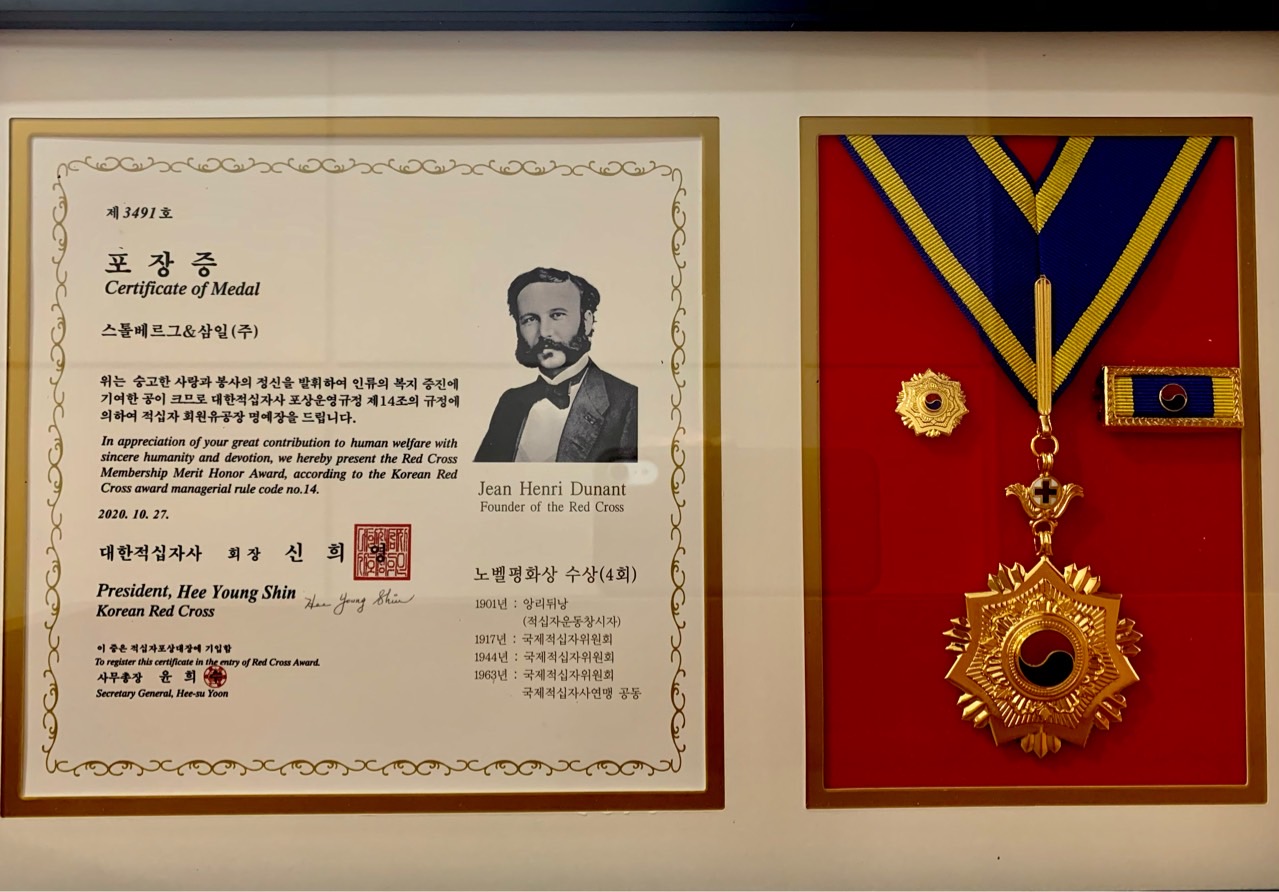 제3491호
포 장 증
Certificate of Medal
스톨베르그&삼일(주)
위는 숭고한 사랑과 봉사의 정신을 발휘하여 인류의 복지 증진에
기여한 공이 크므로 대한적십자사 포상운영규정 제14조의 규정에
의하여 적십자 회원유공장 명예장을 드립니다.
In appreciation of your great contribution to human welfare with
sincere humanity and devotion, we hereby present the Red Cross
Membership Merit Honor Award, according to the Korean Red
Cross award managerial rule code no.14.
2020. 10. 27.
대한적십자사 회장 신 희 영
President, Hee Young Shin
Hee Young Shin
Korean Red Cross
이 증은 적십자포상대장에 기입함
To register this certificate in the entry of Red Cross Award.
사무총장 윤 희
Secretary General, Hee-su Yoon
Jean Henri Dunant
Founder of the Red Cross
노벨평화상 수상(4회)
1901년 : 앙리뒤낭
(적십자운동창시자)
1917년 : 국제적십자위원회
1944년 : 국제적십자위원회
1963년 : 국제적십자위원회
국제적십자사연맹 공동